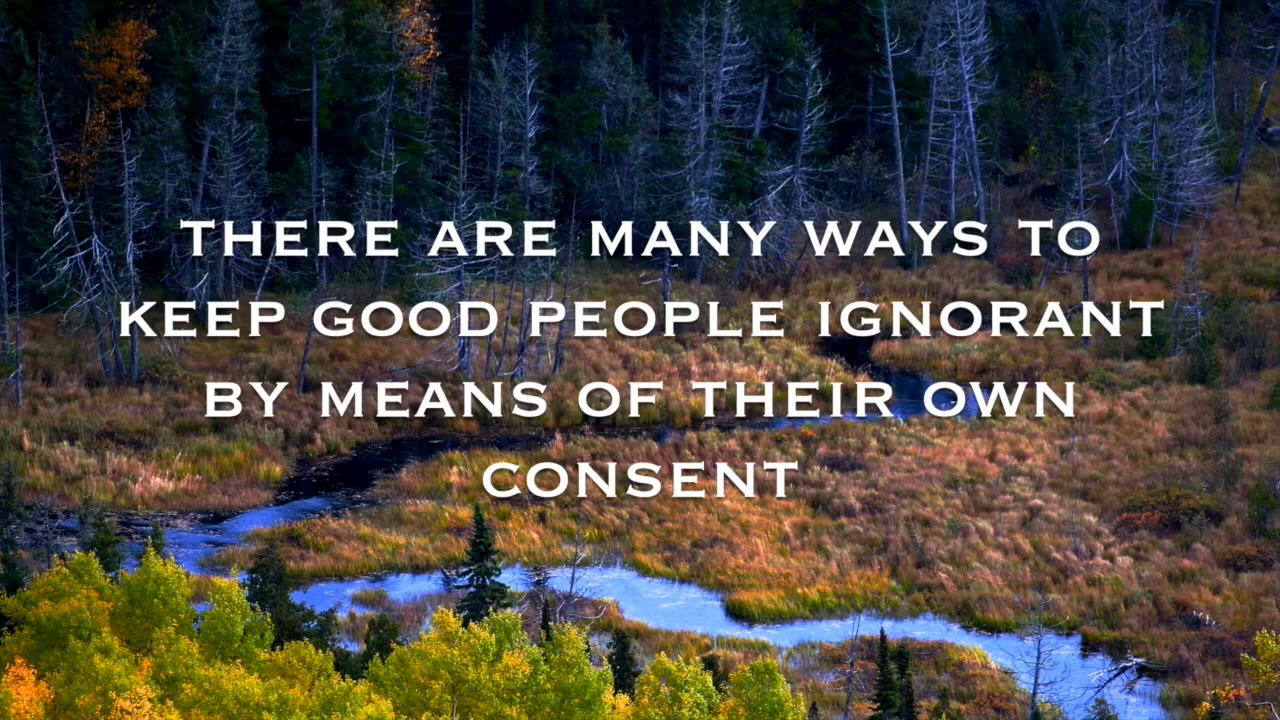 THERE ARE MANY WAYS TO
KEEP GOOD PEOPLE IGNORANT
BY MEANS OF THEIR OWN
CONSENT